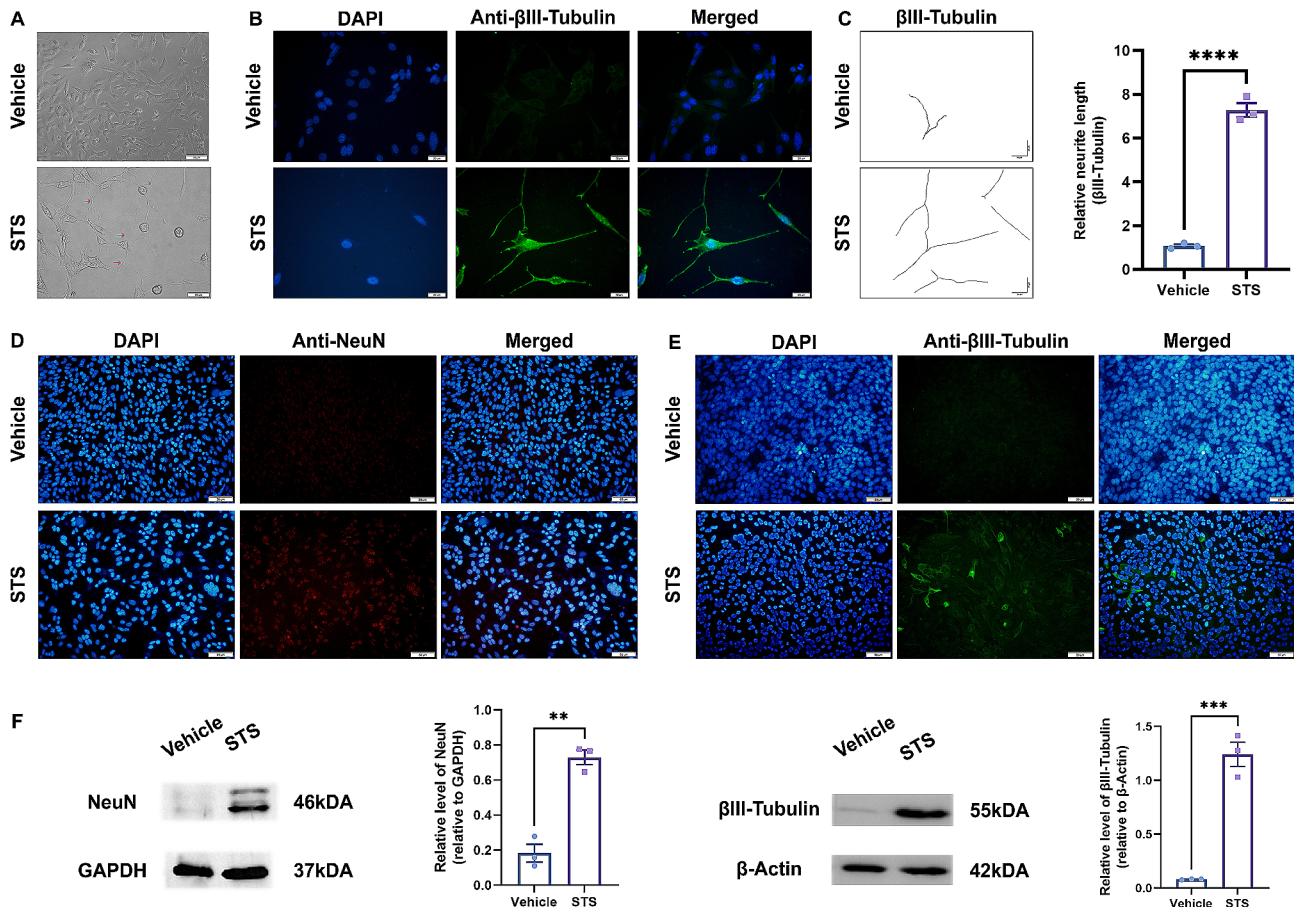 A
Vehicle
STS
B
DAPI
Anti-βIII-Tubulin
Merged
Vehicle
STS
C
βIII-Tubulin
Vehicle
STS
Relative neurite length
(βIII-Tubulin)
10
8
6
4
2
0
****
Vehicle
STS
D
DAPI
Anti-NeuN
Merged
Vehicle
STS
E
DAPI
Anti-βIII-Tubulin
Merged
Vehicle
STS
F
Vehicle
STS
NeuN
46kDA
GAPDH
37kDA
Relative level of NeuN
(relative to GAPDH)
1.0
0.8
0.6
0.4
0.2
0.0
**
Vehicle
STS
Vehicle
STS
βIII-Tubulin
55kDA
β-Actin
42kDA
Relative level of βIII-Tubulin
(relative to β-Actin)
1.5
1.0
0.5
0.0
***
Vehicle
STS